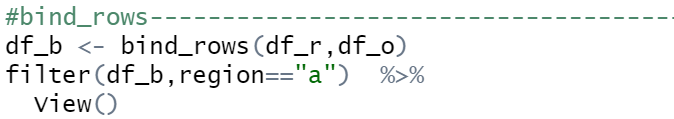 #bind_rows------------------------------------
df_b <- bind_rows(df_r,df_o)
filter(df_b,region=="a")  %>%
  View()